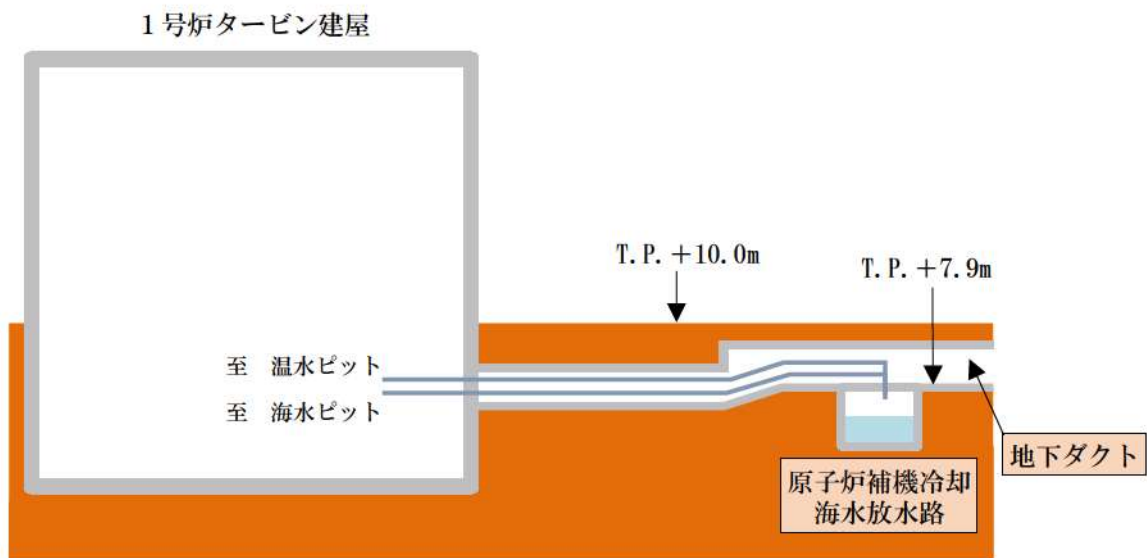 1号炉タービン建屋
T.P.+10.0m
T.P.+7.9m
至 温水ピット
至 海水ピット
地下ダクト
原子炉補機冷却
海水放水路